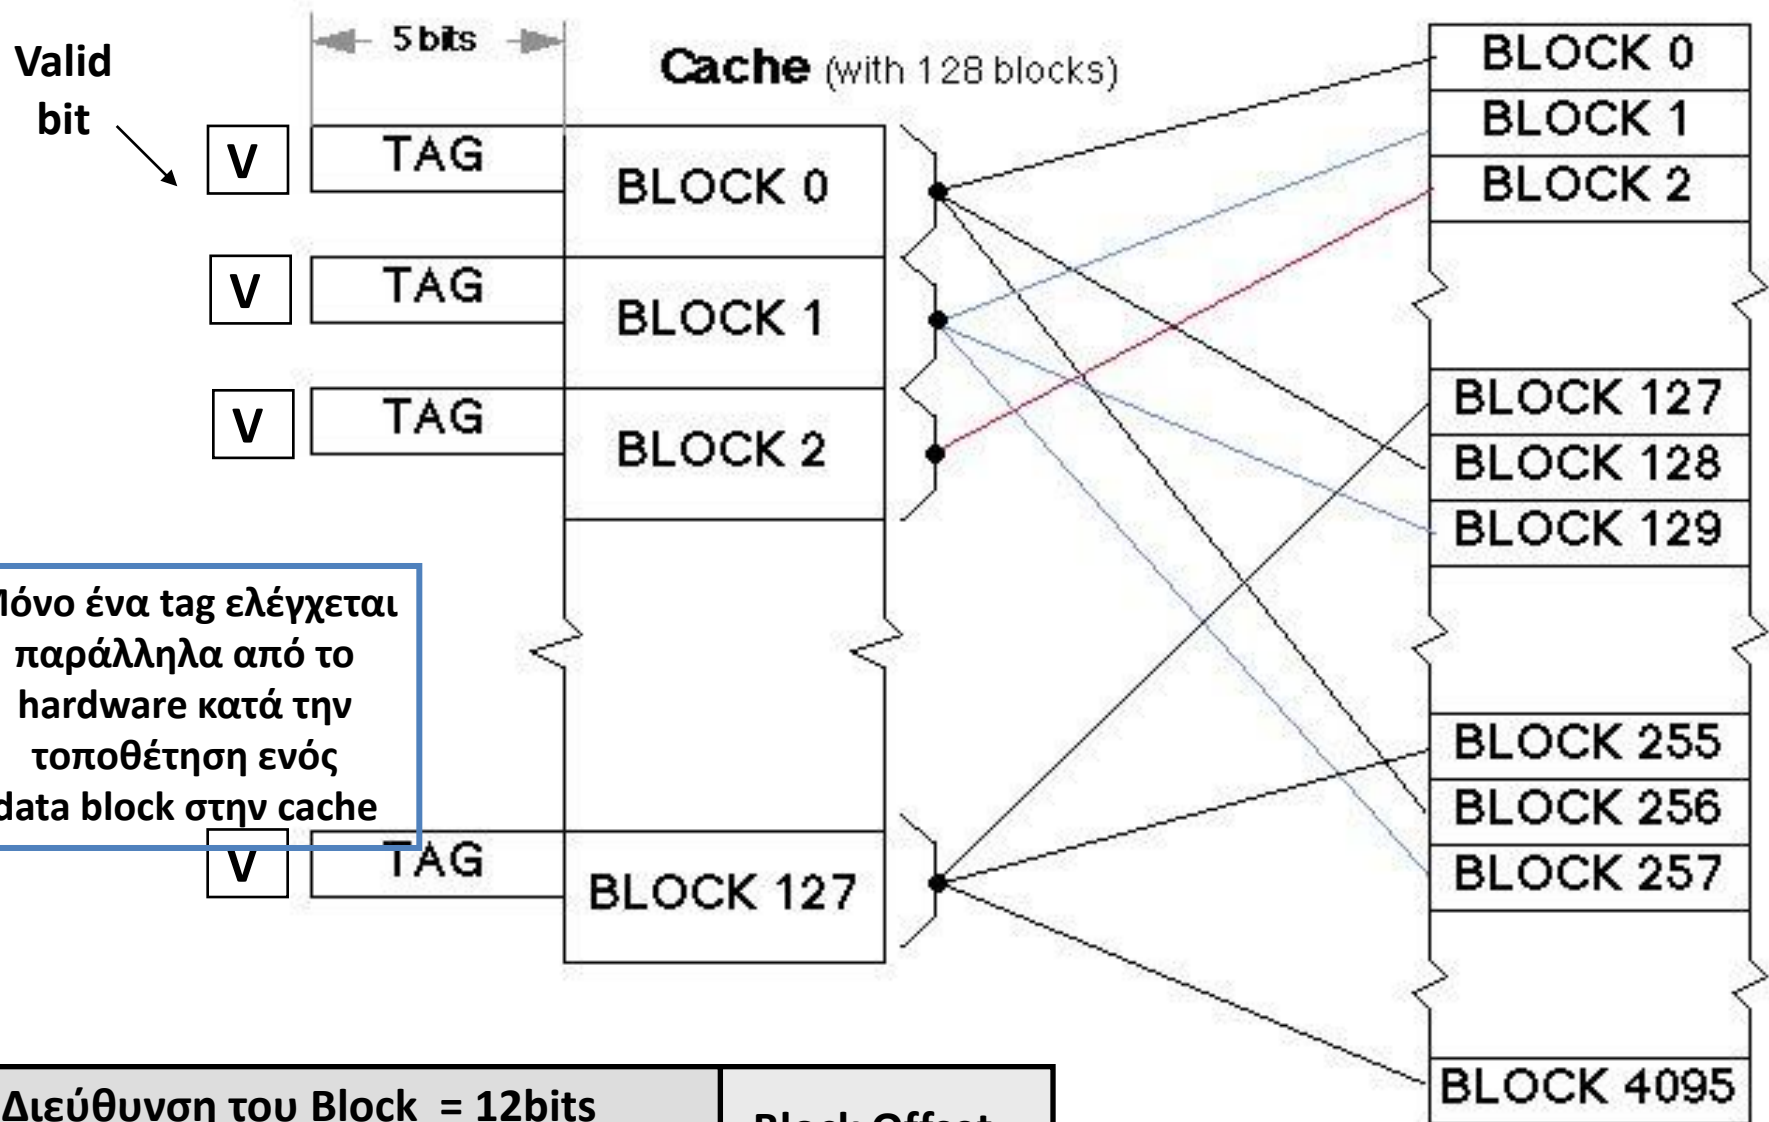 Valid
bit
5 bits
Cache (with 128 blocks)
V
TAG
BLOCK 0
V
TAG
BLOCK 1
V
TAG
BLOCK 2
ένα tag ελέγχεται
παράλληλα από το
hardware κατά την
τοποθέτηση ενός
data block στην cache
V
TAG
BLOCK 127
BLOCK 0
BLOCK 1
BLOCK 2
BLOCK 127
BLOCK 128
BLOCK 129
BLOCK 255
BLOCK 256
BLOCK 257
BLOCK 4095
Διεύθυνση του Block = 12bits
Block Offset